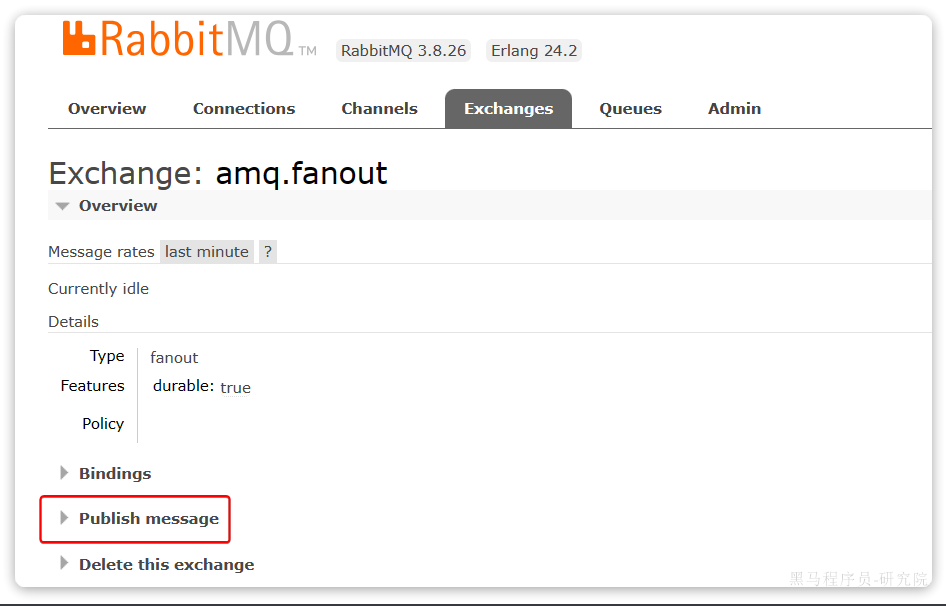 RabbitMQ TM RabbitMQ 3.8.26 Erlang 24.2
Overview Connections Channels Exchanges Queues Admin
Exchange: amq.fanout
Overview
Message rates last minute ?
Currently idle
Details
Type fanout
Features durable: true
Policy
Bindings
Publish message
Delete this exchange
黑马程序员-研究院